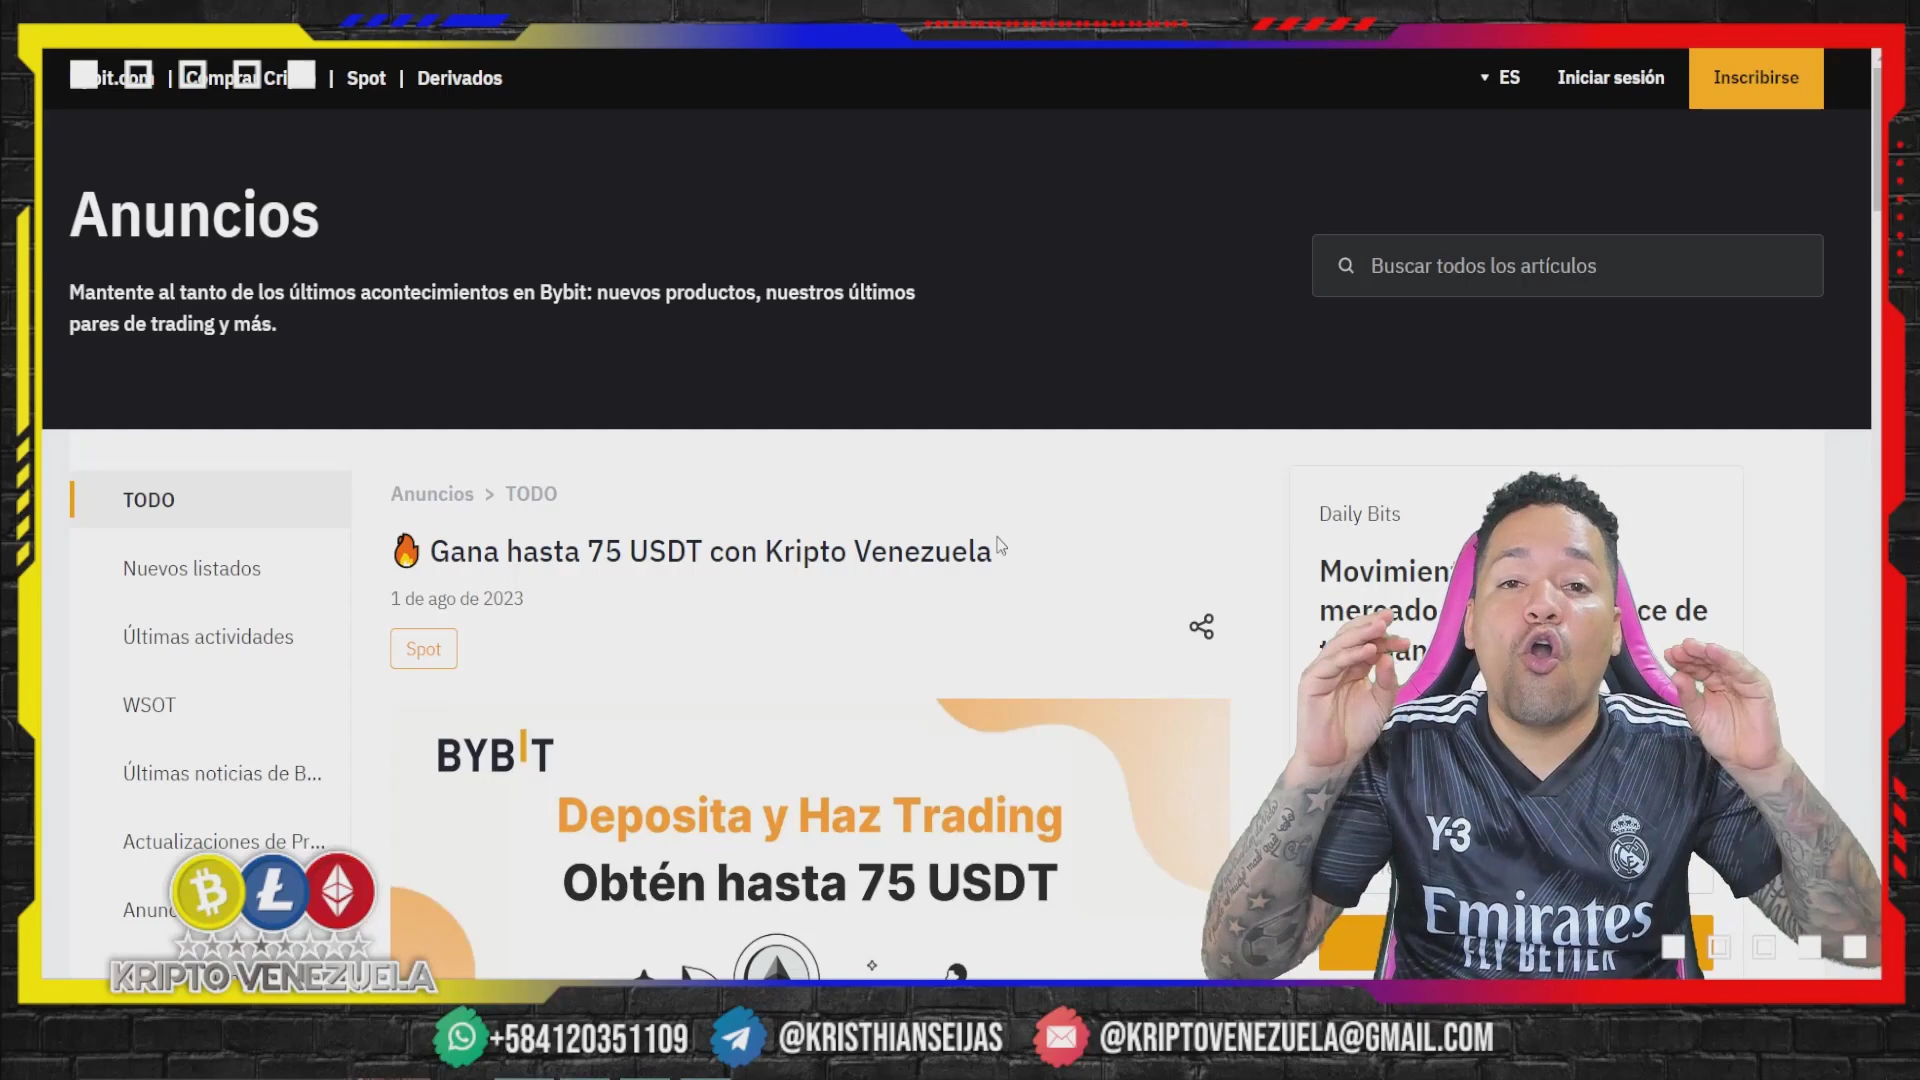 | Comprar Cri | Spot | Derivados
ES Iniciar sesión Inscribirse
Anuncios
Mantente al tanto de los últimos acontecimientos en Bybit: nuevos productos, nuestros últimos
pares de trading y más.
Buscar todos los artículos
TODO
Nuevos listados
Últimas actividades
WSOT
Últimas noticias de B...
Actualizaciones de Pr...
Anuncios > TODO
Gana hasta 75 USDT con Kripto Venezuela
1 de ago de 2023
Spot
BYBIT
Deposita y Haz Trading
Obtén hasta 75 USDT
Daily Bits
ce de
Y-3
Emirates
FLY BETTER
KRIPTO VENEZUELA
+584120351109 @KRISTHIANSEIJAS @KRIPTOVENEZUELA@GMAIL.COM